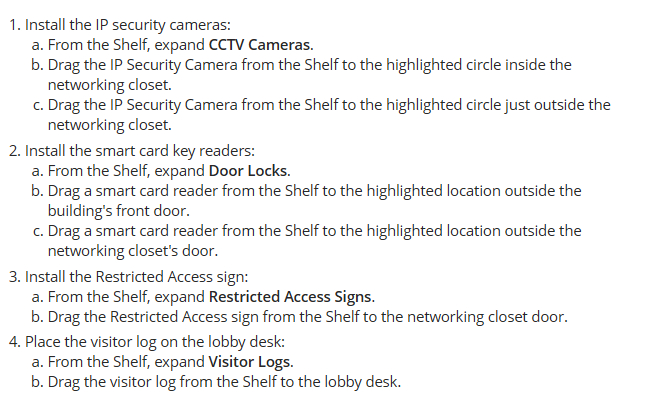 1. Install the IP security cameras:
a. From the Shelf, expand CCTV Cameras.
b. Drag the IP Security Camera from the Shelf to the highlighted circle inside the
networking closet.
c. Drag the IP Security Camera from the Shelf to the highlighted circle just outside the
networking closet.
2. Install the smart card key readers:
a. From the Shelf, expand Door Locks.
b. Drag a smart card reader from the Shelf to the highlighted location outside the
building's front door.
c. Drag a smart card reader from the Shelf to the highlighted location outside the
networking closet's door.
3. Install the Restricted Access sign:
a. From the Shelf, expand Restricted Access Signs.
b. Drag the Restricted Access sign from the Shelf to the networking closet door.
4. Place the visitor log on the lobby desk:
a. From the Shelf, expand Visitor Logs.
b. Drag the visitor log from the Shelf to the lobby desk.